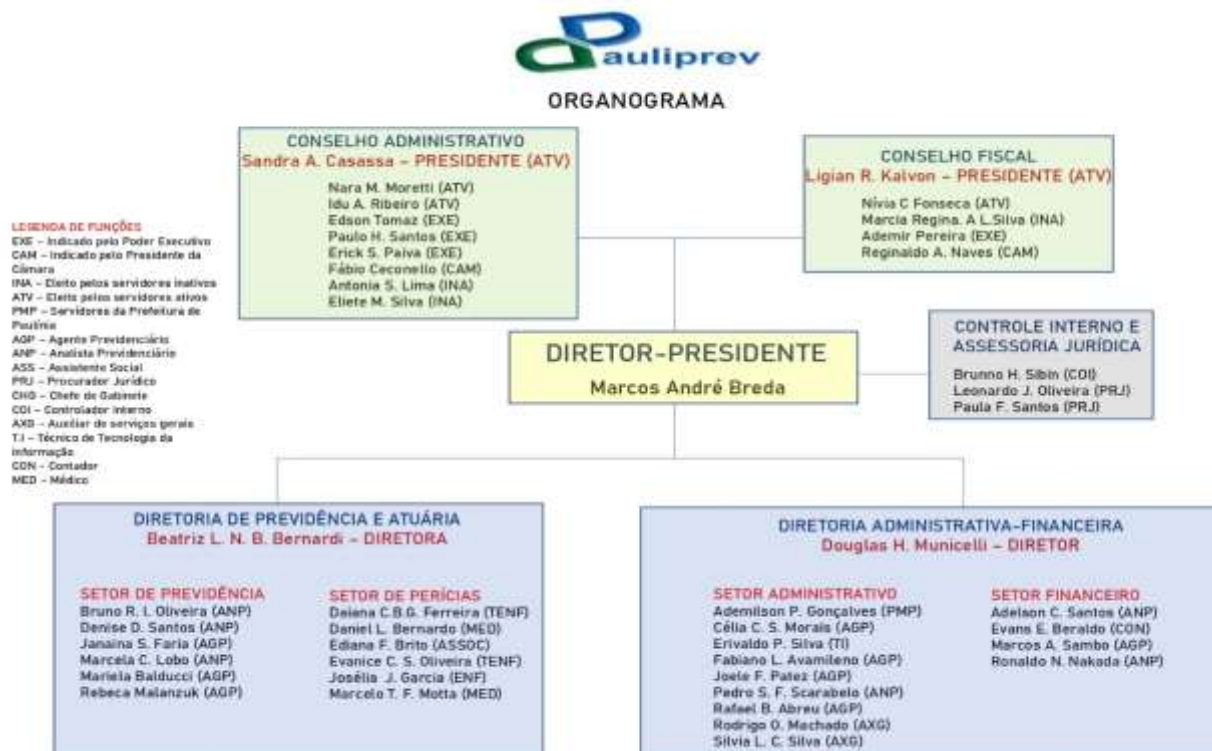 Pauliprev
ORGANOGRAMA
CONSELHO ADMINISTRATIVO
Sandra A. Casassa – PRESIDENTE (ATV)
Nara M. Moretti (ATV)
Idu A. Ribeiro (ATV)
Edson Tomaz (EXE)
Paulo H. Santos (EXE)
Erick S. Paiva (EXE)
Fábio Ceconello (CAM)
Antonia S. Lima (INA)
Eliete M. Silva (INA)
CONSELHO FISCAL
Ligian R. Kalvon – PRESIDENTE (ATV)
Nívia C Fonseca (ATV)
Marcia Regina. A L.Silva (INA)
Ademir Pereira (EXE)
Reginaldo A. Naves (CAM)
LEGENDA DE FUNÇÕES
EXE – Indicado pelo Poder Executivo
CAM – Indicado pelo Presidente da
Câmara
INA – Eleito pelos servidores inativos
ATV – Eleito pelos servidores ativos
PMP – Servidores da Prefeitura de
Paulínia
AGP – Agente Previdenciário
ANP – Analista Previdenciário
ASS – Assistente Social
PRJ – Procurador Jurídico
CHG – Chefe de Gabinete
COI – Controlador Interno
AXG – Auxiliar de serviços gerais
T.I – Técnico de Tecnologia da
informação
CON – Contador
MED – Médico
DIRETOR-PRESIDENTE
Marcos André Breda
CONTROLE INTERNO E
ASSESSORIA JURÍDICA
Brunno H. Sibin (COI)
Leonardo J. Oliveira (PRJ)
Paula F. Santos (PRJ)
DIRETORIA DE PREVIDÊNCIA E ATUÁRIA
Beatriz L. N. B. Bernardi – DIRETORA
SETOR DE PREVIDÊNCIA
Bruno R. I. Oliveira (ANP)
Denise D. Santos (ANP)
Janaina S. Faria (AGP)
Marcela C. Lobo (ANP)
Mariela Balducci (AGP)
Rebeca Malanzuk (AGP)
SETOR DE PERÍCIAS
Daiana C.B.G. Ferreira (TENF)
Daniel L. Bernardo (MED)
Ediana F. Brito (ASSOC)
Evanice C. S. Oliveira (TENF)
Josélia J. Garcia (ENF)
Marcelo T. F. Motta (MED)
DIRETORIA ADMINISTRATIVA-FINANCEIRA
Douglas H. Municelli – DIRETOR
SETOR ADMINISTRATIVO
Ademilson P. Gonçalves (PMP)
Célia C. S. Morais (AGP)
Erivaldo P. Silva (TI)
Fabiano L. Avamileno (AGP)
Joele F. Patez (AGP)
Pedro S. F. Scarabelo (ANP)
Rafael B. Abreu (AGP)
Rodrigo O. Machado (AXG)
Silvia L. C. Silva (AXG)
SETOR FINANCEIRO
Adelson C. Santos (ANP)
Evans E. Beraldo (CON)
Marcos A. Sambo (AGP)
Ronaldo N. Nakada (ANP)